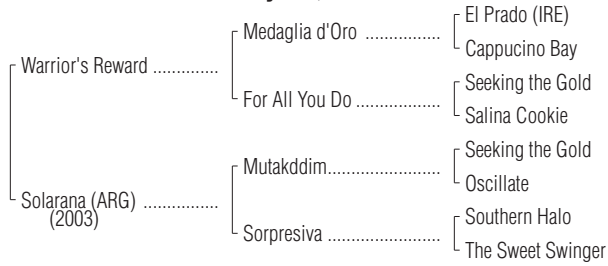 El Prado (IRE)
Medaglia d'Oro ................
Cappucino Bay
Warrior's Reward ..............
Seeking the Gold
For All You Do ..................
Salina Cookie
Seeking the Gold
Mutakddim.......................
Oscillate
Solarana (ARG) ................
(2003)
Southern Halo
Sorpresiva .......................
The Sweet Swinger